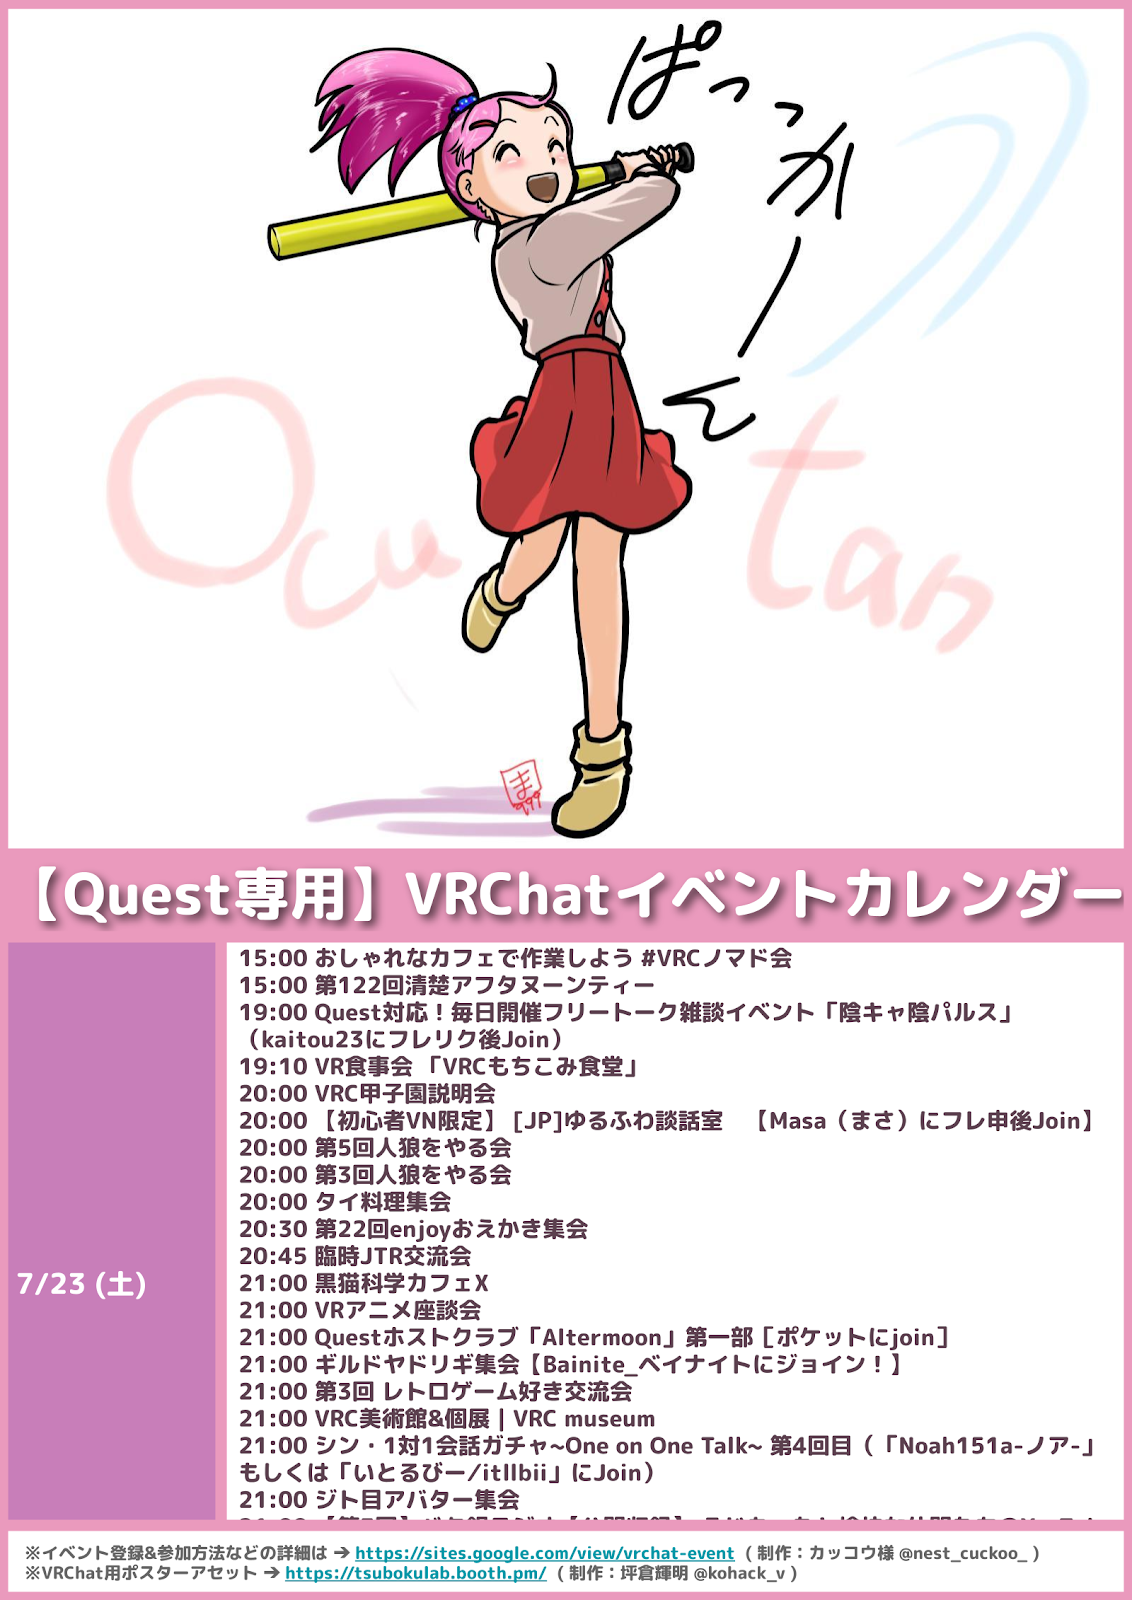 ぱっっかーん
Ocu tan
ま
999
【Quest専用】VRChatイベントカレンダー
7/23 (土)
15:00 おしゃれなカフェで作業しよう #VRCノマド会
15:00 第122回清楚アフタヌーンティー
19:00 Quest対応！毎日開催フリートーク雑談イベント「陰キャ陰パルス」
（kaitou23にフレリク後Join）
19:10 VR食事会 「VRCもちこみ食堂」
20:00 VRC甲子園説明会
20:00 【初心者VN限定】 [JP]ゆるふわ談話室　【Masa（まさ）にフレ申後Join】
20:00 第5回人狼をやる会
20:00 第3回人狼をやる会
20:00 タイ料理集会
20:30 第22回enjoyおえかき集会
20:45 臨時JTR交流会
21:00 黒猫科学カフェX
21:00 VRアニメ座談会
21:00 Questホストクラブ「Altermoon」第一部［ポケットにjoin］
21:00 ギルドヤドリギ集会【Bainite_ベイナイトにジョイン！】
21:00 第3回 レトロゲーム好き交流会
21:00 VRC美術館&個展 | VRC museum
21:00 シン・1対1会話ガチャ~One on One Talk~ 第4回目（「Noah151a-ノア-」
もしくは「いとるびー/itllbii」にJoin）
21:00 ジト目アバター集会
※イベント登録&参加方法などの詳細は ➔ https://sites.google.com/view/vrchat-event （ 制作：カッコウ様 @nest_cuckoo_ ）
※VRChat用ポスターアセット ➔ https://tsubokulab.booth.pm/ （ 制作：坪倉輝明 @kohack_v ）